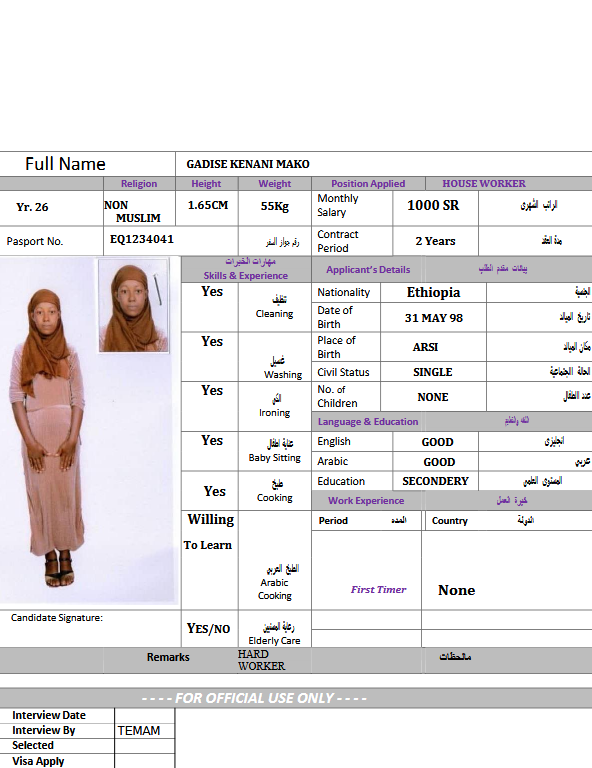 Full Name GADISE KENANI MAKO
Religion Height Weight Position Applied HOUSE WORKER
Yr. 26 NON MUSLIM 1.65CM 55Kg Monthly Salary 1000 SR الراتب الشهرى
Pasport No. EQ1234041 رقم جواز السفر Contract Period 2 Years مدة العقد
مهارات الخبرات
Skills & Experience Applicant's Details بيانات مقدم الطلب
Yes تنظيف Cleaning
Nationality Ethiopia الجنسية
Date of Birth 31 MAY 98 تاريخ الميلاد
Yes غسيل Washing
Place of Birth ARSI مكان الميلاد
Civil Status SINGLE الحالة الاجتماعية
Yes الكي Ironing
No. of Children NONE عدد الطفال
Language & Education
Yes عناية اطفال Baby Sitting
English GOOD انجليزى
Arabic GOOD عربي
Yes طبخ Cooking
Education SECONDERY المستوى العلمي
Work Experience خبرة العمل
Willing To Learn الطبخ العربي Arabic Cooking
Period المده Country الدولة
First Timer None
Candidate Signature:
YES/NO رعاية المسنين Elderly Care
Remarks HARD WORKER مالحظات
- - - - FOR OFFICIAL USE ONLY - - - -
Interview Date
Interview By TEMAM
Selected
Visa Apply